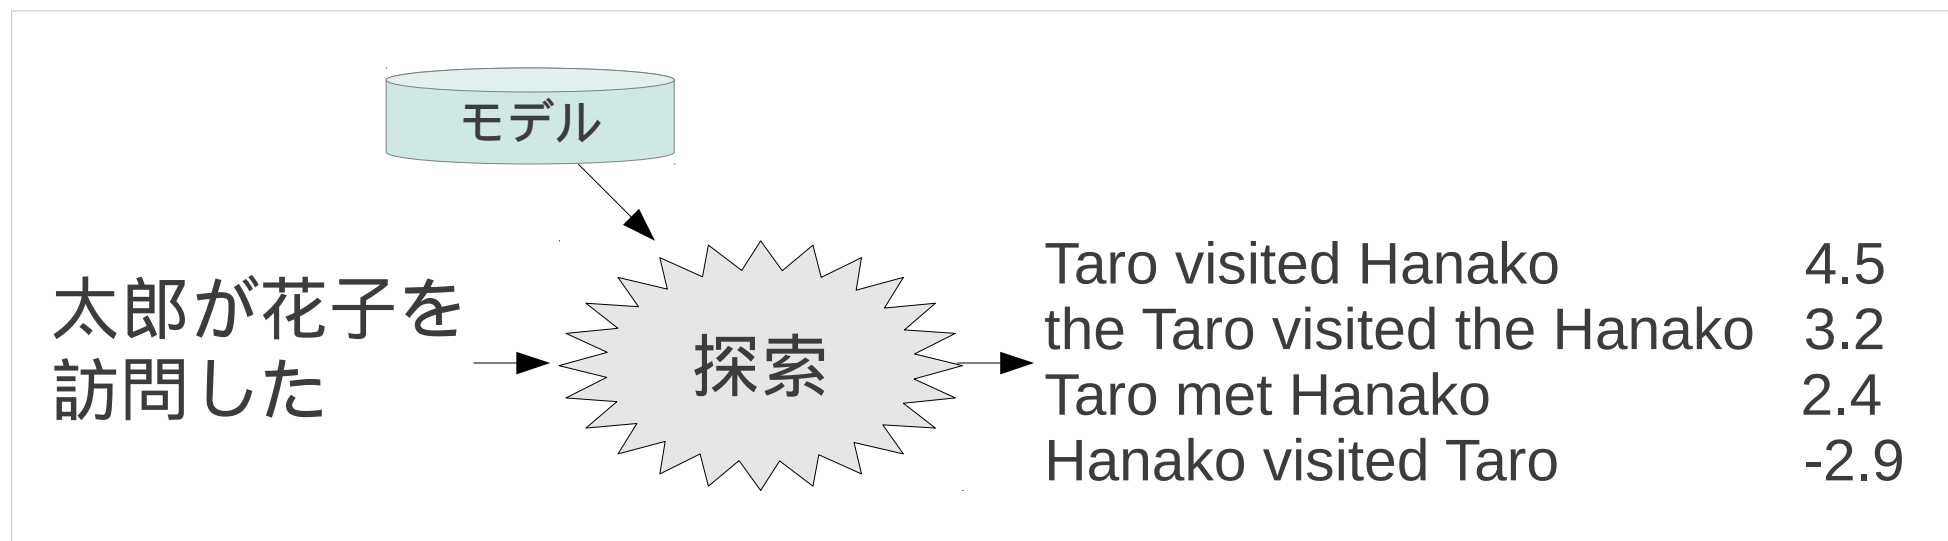 モデル
太郎が花子を
訪問した
探索
Taro visited Hanako 4.5
the Taro visited the Hanako 3.2
Taro met Hanako 2.4
Hanako visited Taro -2.9